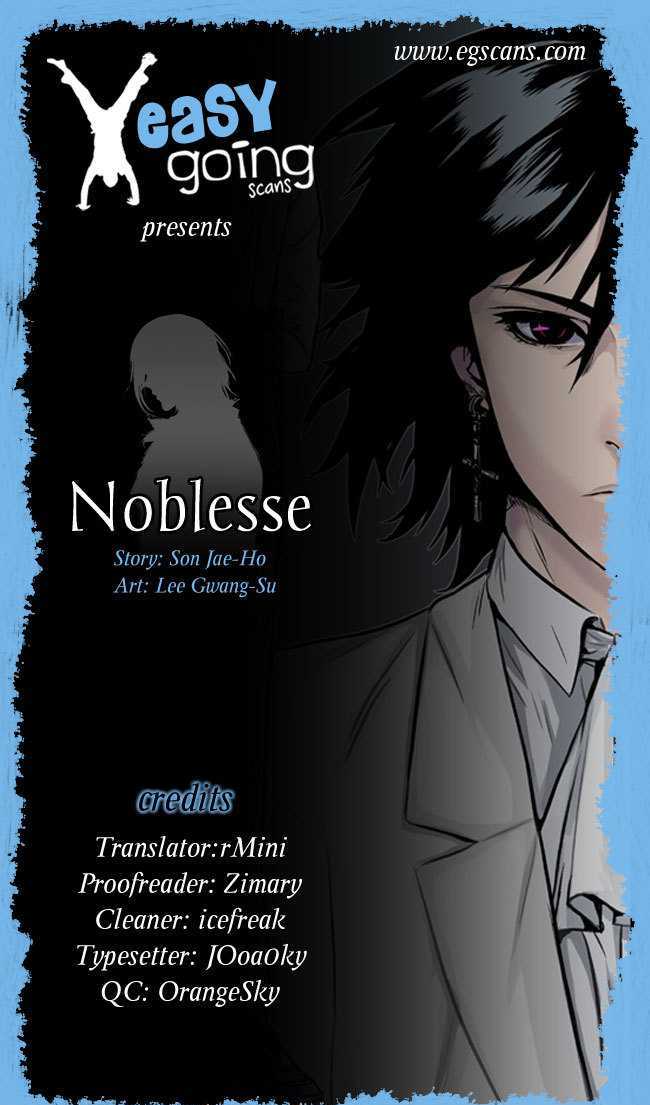 www.egscans.com
easy
going
scans
presents
Noblesse
Story: Son Jae-Ho
Art: Lee Gwang-Su
credits
Translator:rMini
Proofreader: Zimary
Cleaner: icefreak
Typesetter: JOoa0ky
QC: OrangeSky